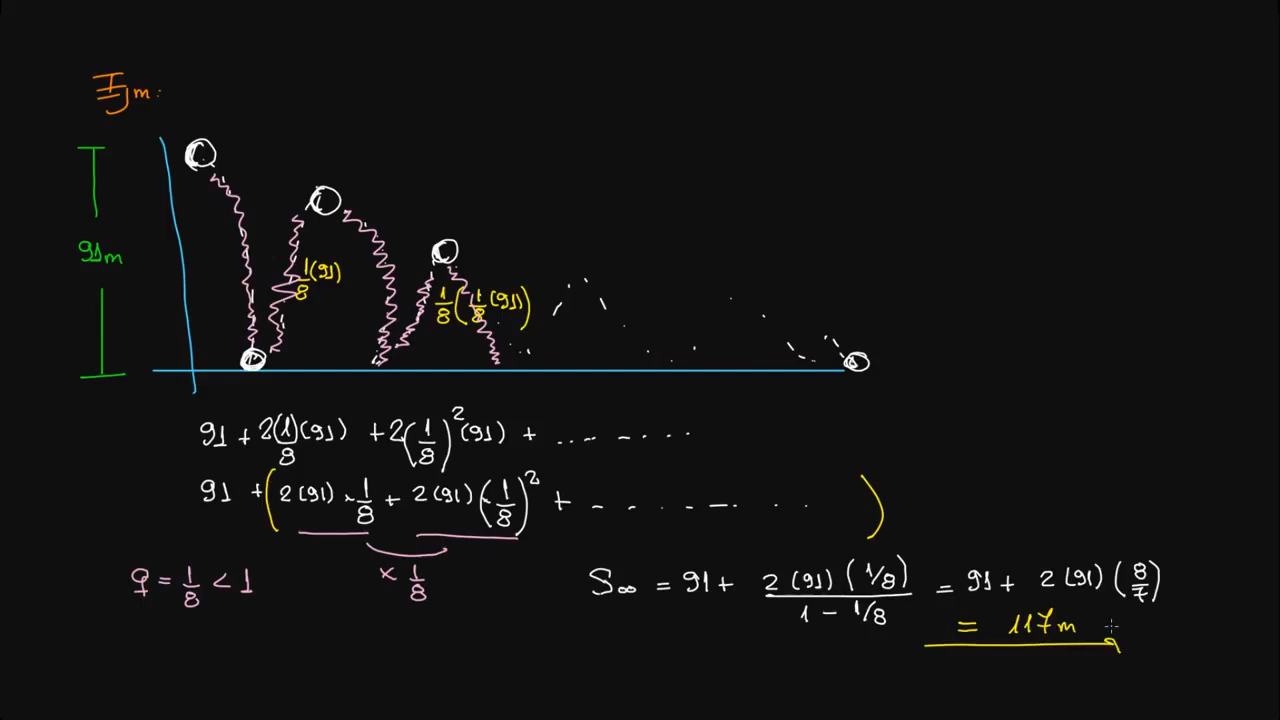 91m
1/8(91)
1/8(1/8(91))
91 + 2(1/8)(91) + 2(1/8)^2(91) + .........
91 + (2(91) × 1/8 + 2(91)(1/8)^2 + .........)
× 1/8
q = 1/8 < 1
S∞ = 91 + 2(91)(1/8) / 1 - 1/8 = 91 + 2(91)(8/7)
= 117m